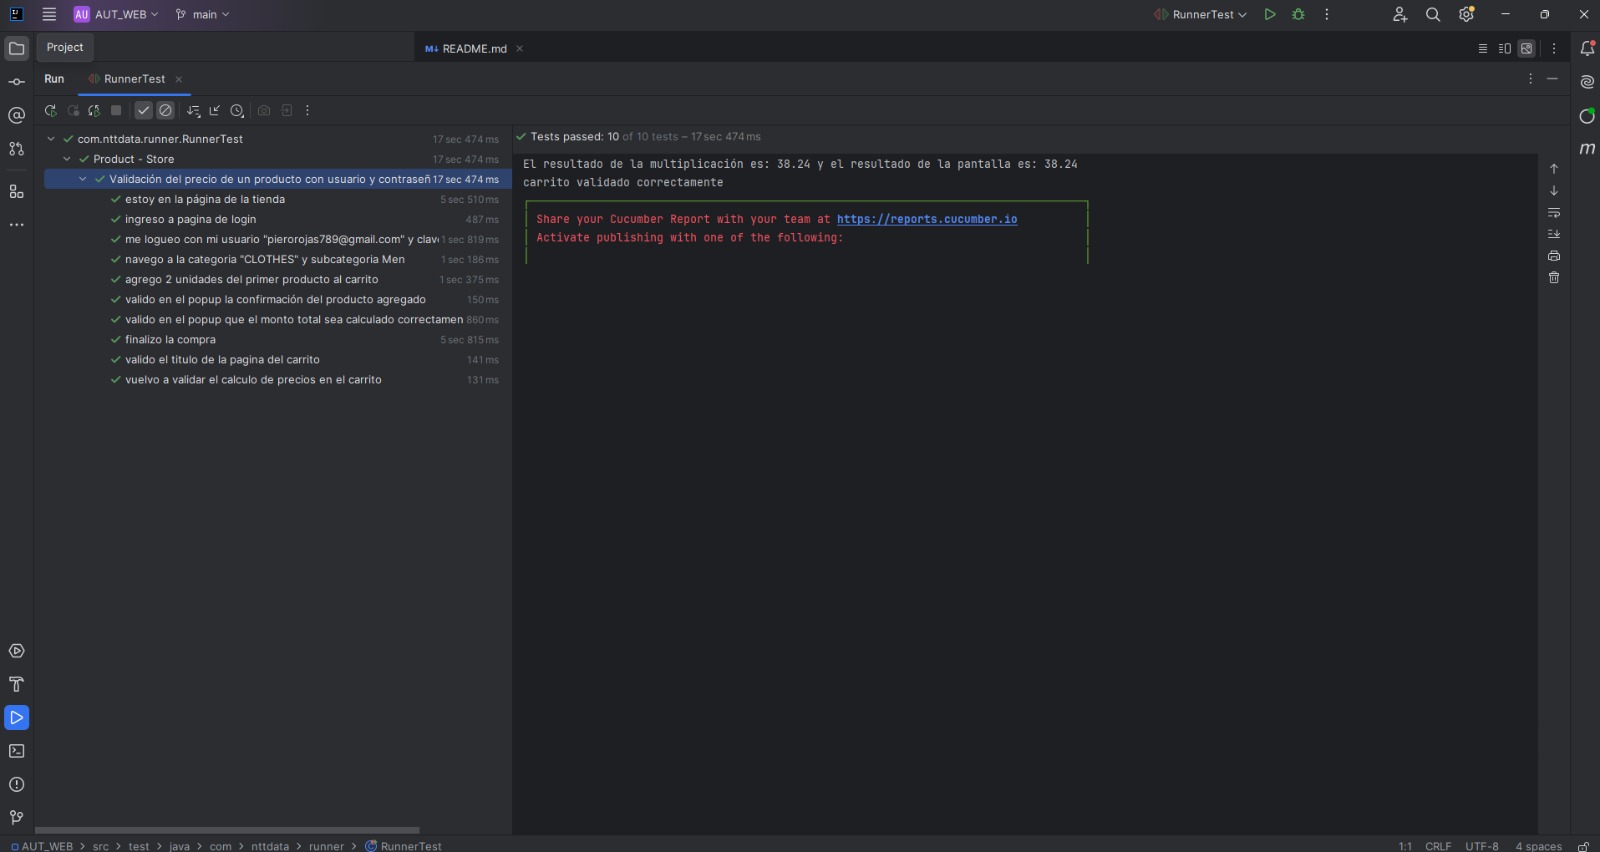 AU AUT_WEB main RunnerTest
Project
README.md
Run RunnerTest
com.nttdata.runner.RunnerTest 17 sec 474 ms
Product - Store 17 sec 474 ms
Validación del precio de un producto con usuario y contraseñ 17 sec 474 ms
estoy en la página de la tienda 5 sec 510 ms
ingreso a pagina de login 487 ms
me logueo con mi usuario "pierorojas789@gmail.com" y clav 1 sec 819 ms
navego a la categoria "CLOTHES" y subcategoria Men 1 sec 186 ms
agrego 2 unidades del primer producto al carrito 1 sec 375 ms
valido en el popup la confirmación del producto agregado 150 ms
valido en el popup que el monto total sea calculado correctamen 860 ms
finalizo la compra 5 sec 815 ms
valido el titulo de la pagina del carrito 141 ms
vuelvo a validar el calculo de precios en el carrito 131 ms
Tests passed: 10 of 10 tests – 17 sec 474 ms
El resultado de la multiplicación es: 38.24 y el resultado de la pantalla es: 38.24
carrito validado correctamente
Share your Cucumber Report with your team at https://reports.cucumber.io
Activate publishing with one of the following:
AUT_WEB > src > test > java > com > nttdata > runner > RunnerTest 1:1 CRLF UTF-8 4 spaces